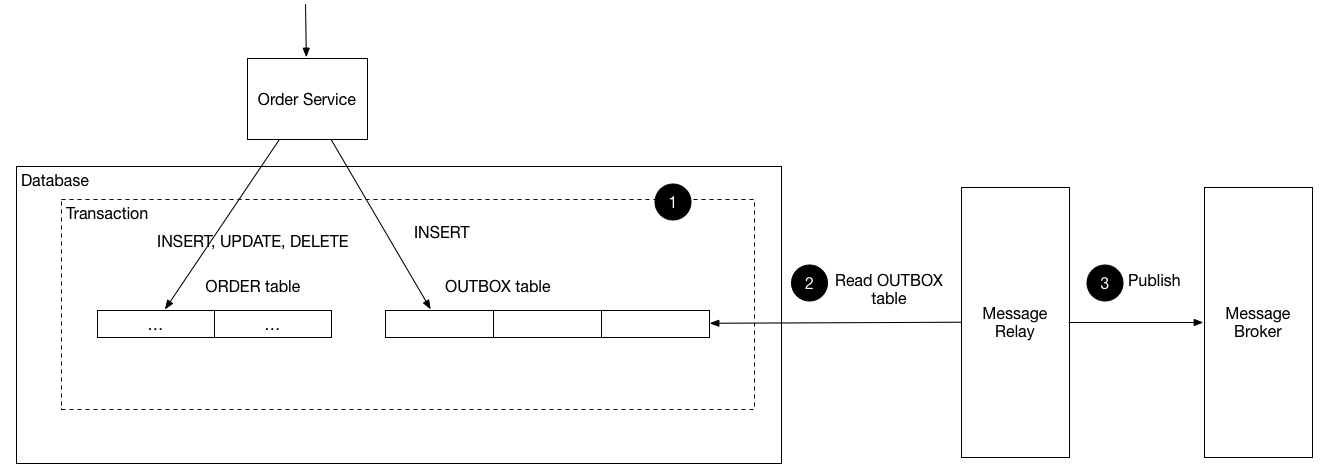 Order Service
Database
Transaction
1
INSERT, UPDATE, DELETE
INSERT
ORDER table
OUTBOX table
... ...
2
Read OUTBOX
table
Message
Relay
3
Publish
Message
Broker